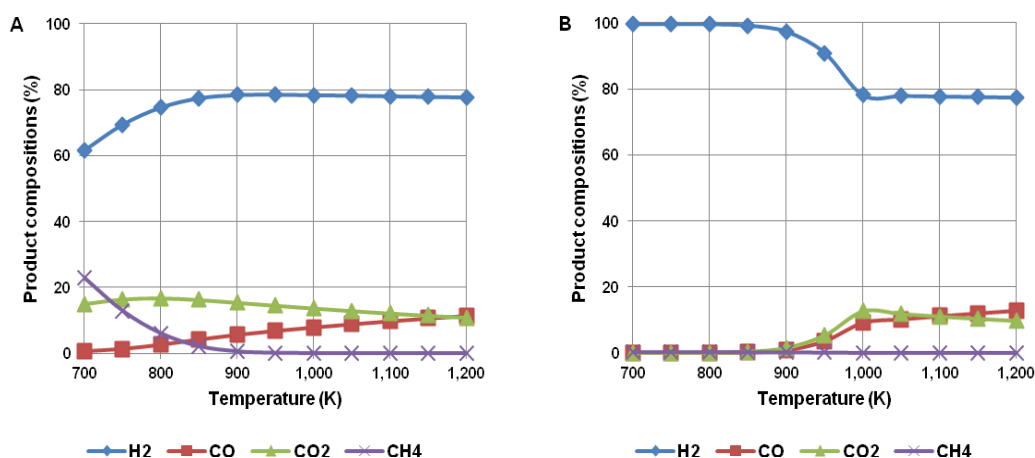 A
Product compositions (%)
100
80
60
40
20
0
700 800 900 1,000 1,100 1,200
Temperature (K)
H2 CO CO2 CH4
B
Product compositions (%)
100
80
60
40
20
0
700 800 900 1,000 1,100 1,200
Temperature (K)
H2 CO CO2 CH4